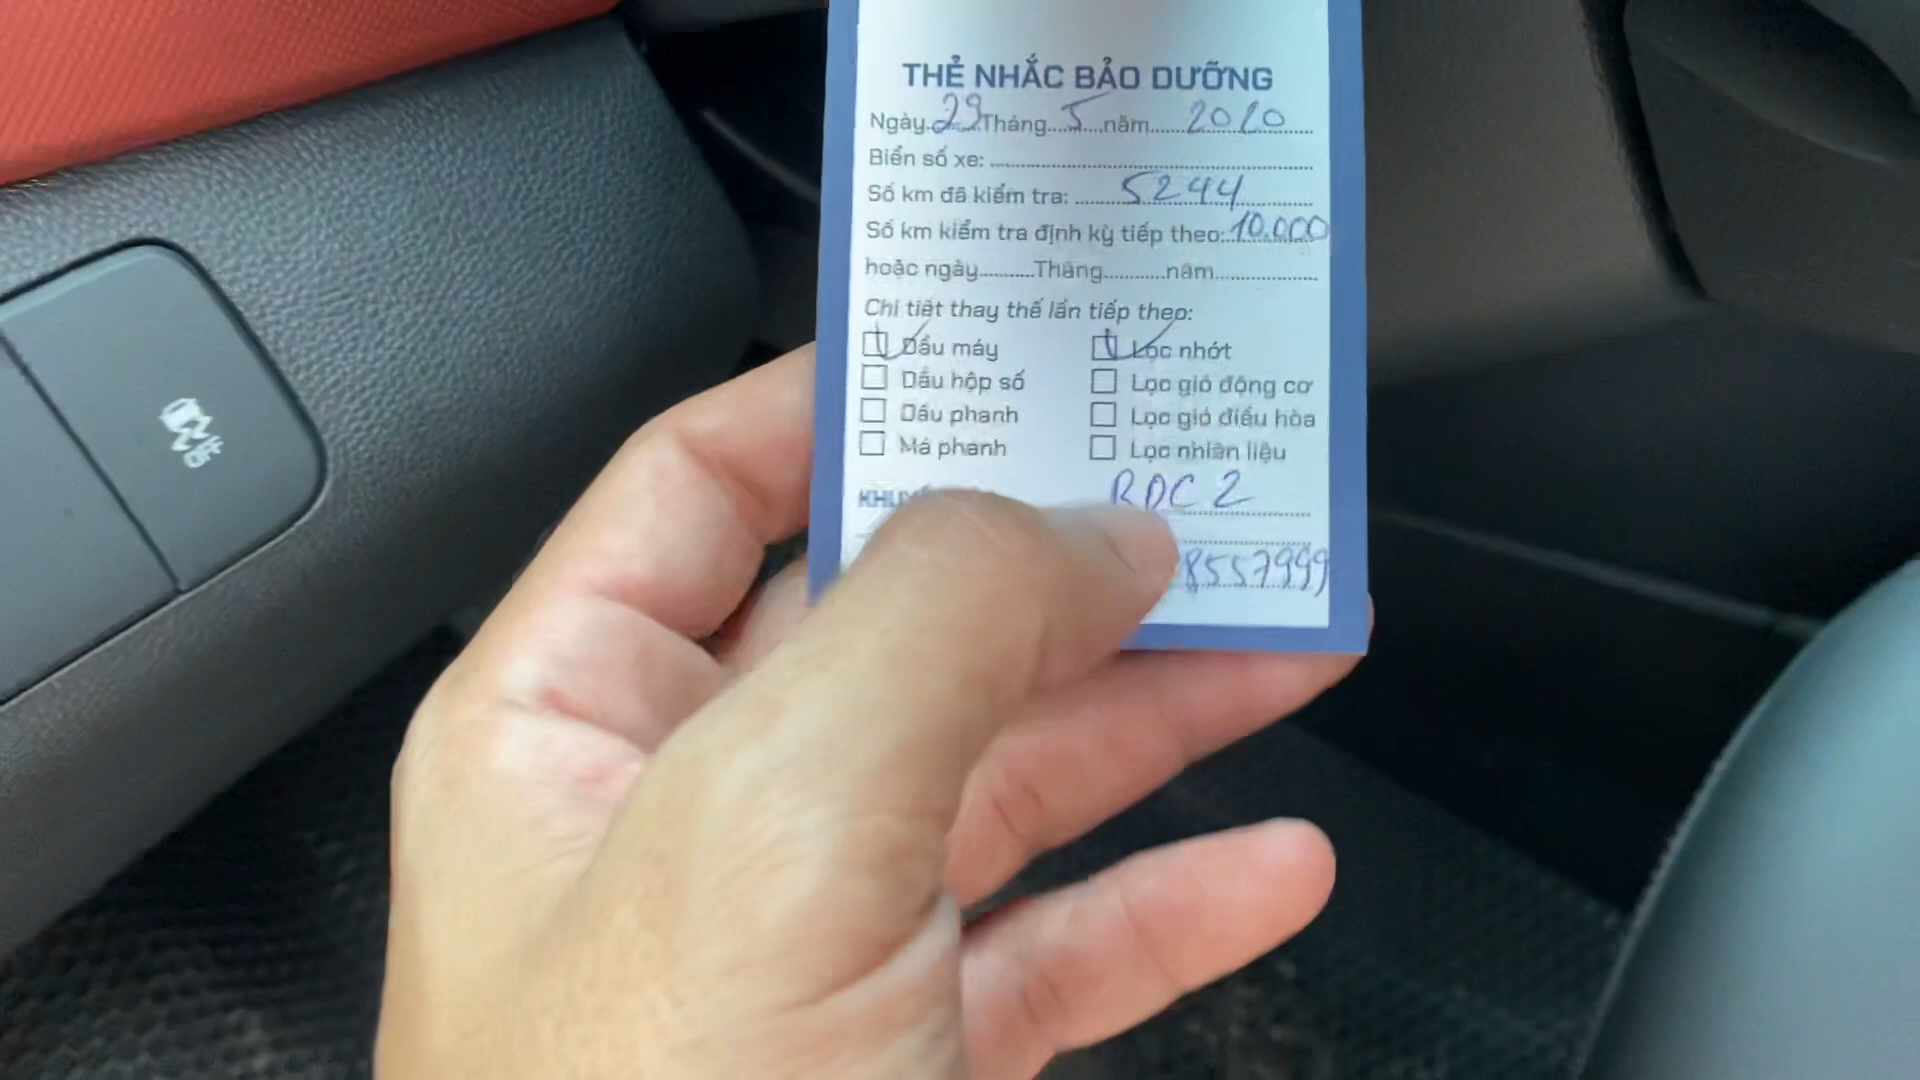 THẺ NHẮC BẢO DƯỠNG
Ngày 29 Tháng 5 năm 2020
Biển số xe:
Số km đã kiểm tra: 5244
Số km kiểm tra định kỳ tiếp theo: 10.000
hoặc ngày Tháng năm
Chi tiết thay thế lần tiếp theo:
Dầu máy Lọc nhớt
Dầu hộp số Lọc gió động cơ
Dầu phanh Lọc gió điều hòa
Má phanh Lọc nhiên liệu
BDC 2
8557999
OFF